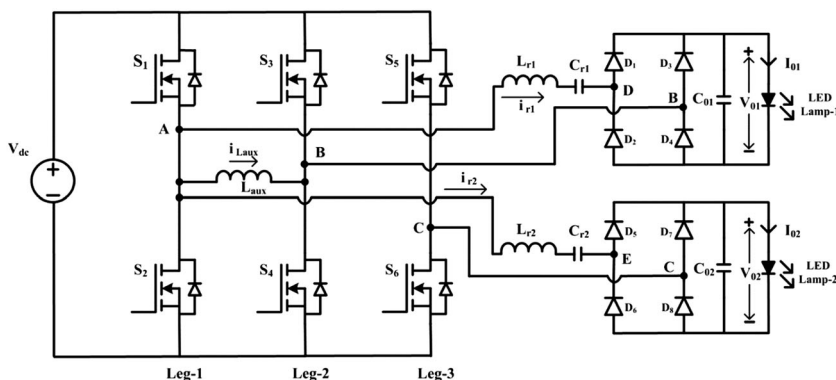 S1
S3
S5
Lr1
Cr1
D1
D3
I01
ir1
D
B
C01
V01
LED
Lamp-1
A
Vdc
iLaux
B
D2
D4
Laux
ir2
Lr2
Cr2
D5
D7
I02
C
E
C
C02
V02
LED
Lamp-2
S2
S4
S6
D6
D8
Leg-1
Leg-2
Leg-3